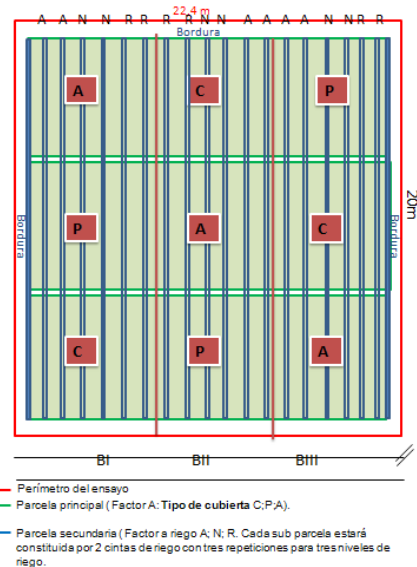 22,4 m
A A N N R R R R N N A A A A N N R R
Bordura
A C P
P A C
C P A
Bordura
Bordura
20m
BI BII BIII
Perímetro del ensayo
Parcela principal ( Factor A: Tipo de cubierta C;P;A).
Parcela secundaria ( Factor a riego A; N; R. Cada sub parcela estará
constituida por 2 cintas de riego con tres repeticiones para tres niveles de
riego.